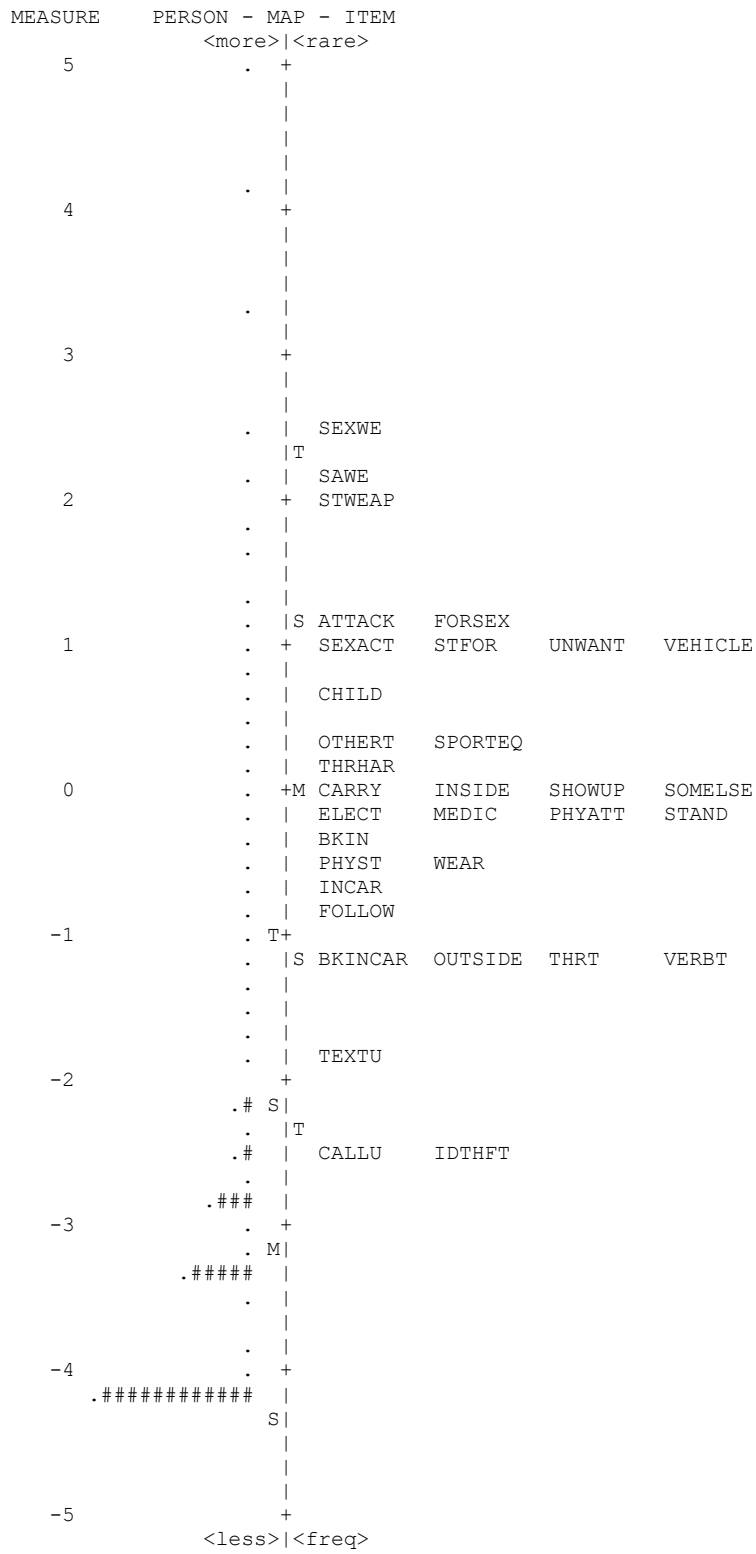 MEASURE    PERSON - MAP - ITEM
               <more>|<rare>
    5             .  +
                     |
                     |
                     |
                     |
                  .  |
    4                +
                     |
                     |
                     |
                  .  |
                     |
    3                +
                     |
                     |
                  .  |  SEXWE
                     |T
                  .  |  SAWE
    2                +  STWEAP
                  .  |
                  .  |
                     |
                  .  |
                  .  |S ATTACK  FORSEX
    1             .  +  SEXACT  STFOR   UNWANT  VEHICLE
                  .  |
                  .  |  CHILD
                  .  |
                  .  |  OTHERT  SPORTEQ
                  .  |  THRHAR
    0             .  +M CARRY   INSIDE  SHOWUP  SOMELSE
                  .  |  ELECT   MEDIC   PHYATT  STAND
                  .  |  BKIN
                  .  |  PHYST   WEAR
                  .  |  INCAR
                  .  |  FOLLOW
   -1             . T+
                  .  |S BKINCAR OUTSIDE THRT    VERBT
                  .  |
                  .  |
                  .  |
                  .  |  TEXTU
   -2                +
                 .# S|
                  .  |T
                 .#  |  CALLU   IDTHFT
                  .  |
               .###  |
   -3             .  +
                  . M|
             .#####  |
                  .  |
                     |
                  .  |
   -4             .  +
      .############  |
                    S|
                     |
                     |
                     |
   -5                +
               <less>|<freq>